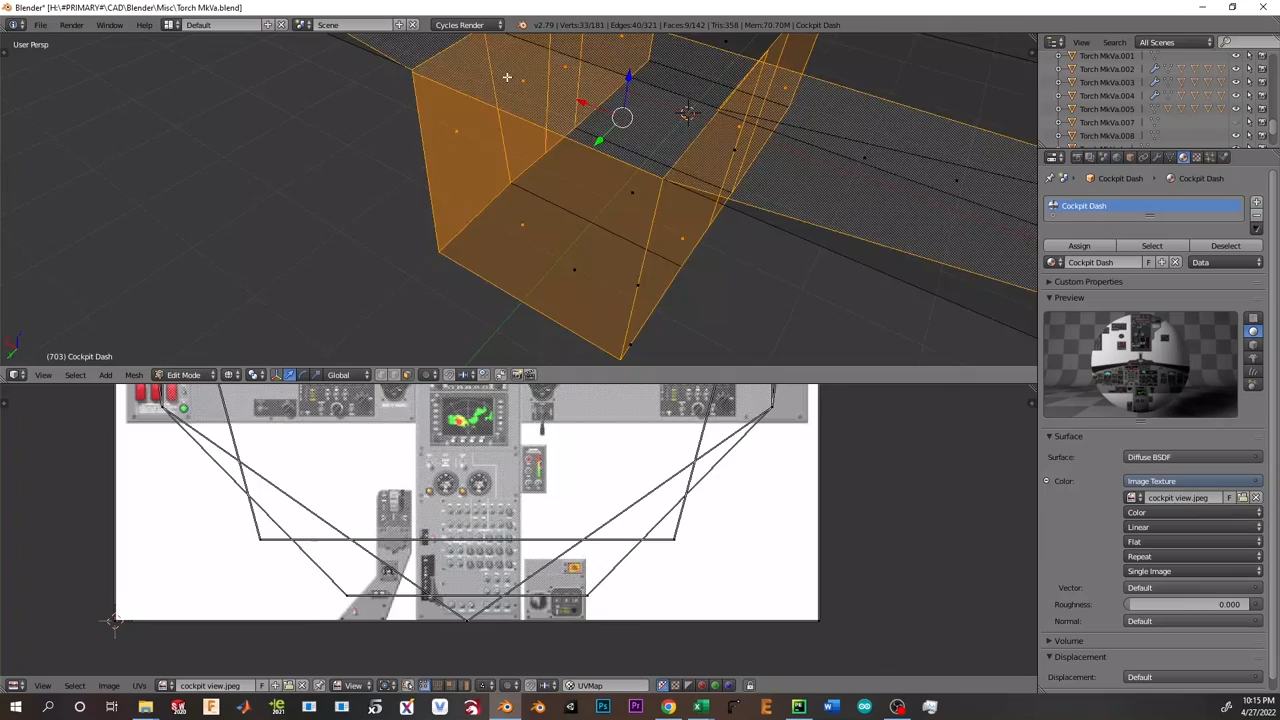 Blender* [H:\#PRIMARY#\CAD\Blender\Misc\Torch MkVa.blend]
File Render Window Help Default Scene Cycles Render v2.79 | Verts:33/181 | Edges:40/321 | Faces:9/142 | Tris:358 | Mem:70.70M | Cockpit Dash
User Persp
View Search All Scenes
Torch MkVa.001
Torch MkVa.002
Torch MkVa.003
Torch MkVa.004
Torch MkVa.005
Torch MkVa.007
Torch MkVa.008
Cockpit Dash Cockpit Dash
Cockpit Dash
Assign Select Deselect
Cockpit Dash F Data
Custom Properties
Preview
(703) Cockpit Dash
View Select Add Mesh Edit Mode Global
Surface
Surface: Diffuse BSDF
Color: Image Texture
cockpit view.jpeg F
Color
Linear
Flat
Repeat
Single Image
Vector: Default
Roughness: 0.000
Normal: Default
Volume
Displacement
Displacement: Default
View Select Image UVs cockpit view.jpeg F View UVMap
10:15 PM
4/27/2022